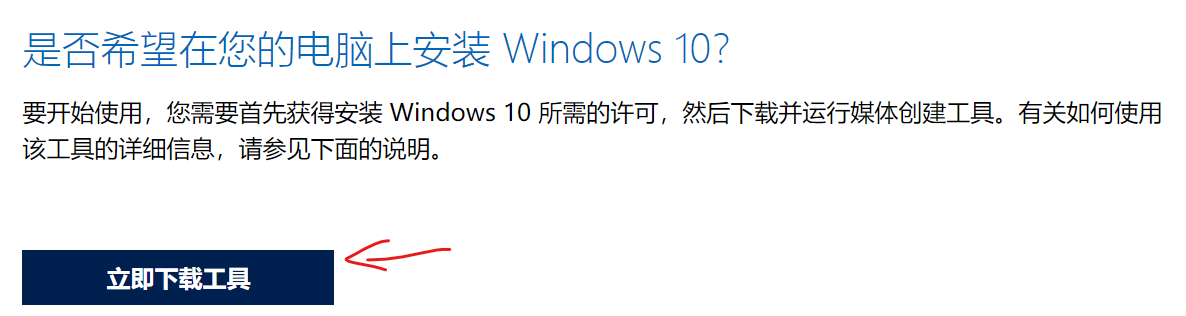 是否希望在您的电脑上安装 Windows 10?
要开始使用，您需要首先获得安装 Windows 10 所需的许可，然后下载并运行媒体创建工具。有关如何使用
该工具的详细信息，请参见下面的说明。
立即下载工具